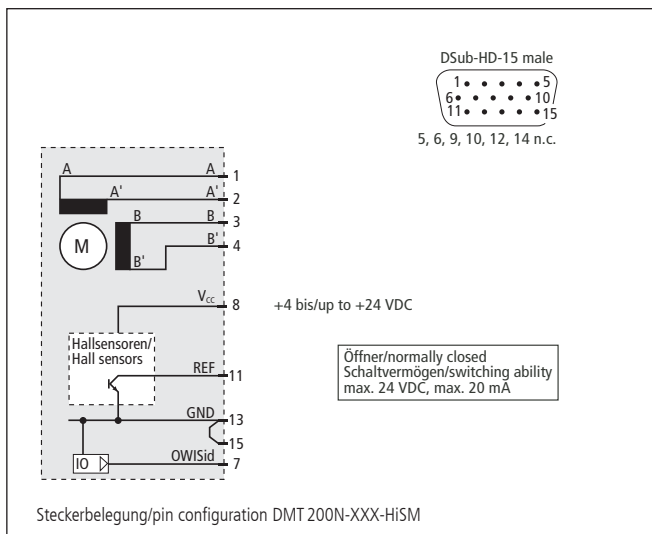 DSub-HD-15 male
1 5
6 10
11 15
5, 6, 9, 10, 12, 14 n.c.
A A 1
A' A' 2
B B 3
M
B' B' 4
Vcc 8 +4 bis/up to +24 VDC
Hallsensoren/
Hall sensors
REF 11
Öffner/normally closed
Schaltvermögen/switching ability
max. 24 VDC, max. 20 mA
GND 13
15
IO OWISid 7
Steckerbelegung/pin configuration DMT 200N-XXX-HiSM